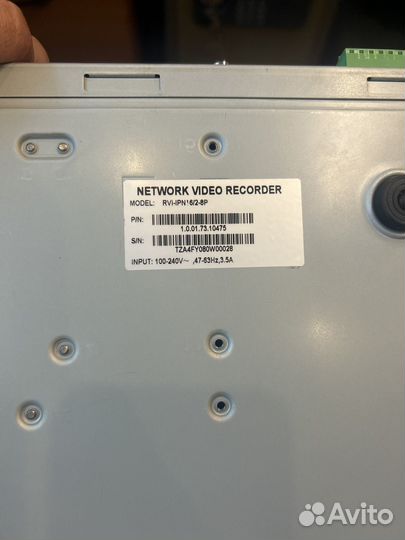 NETWORK VIDEO RECORDER
MODEL: RVI-IPN16/2-8P
P/N:
1.0.01.73.10475
S/N:
TZA4FY080W00028
INPUT: 100-240V~ ,47-63Hz,3.5A
Avito